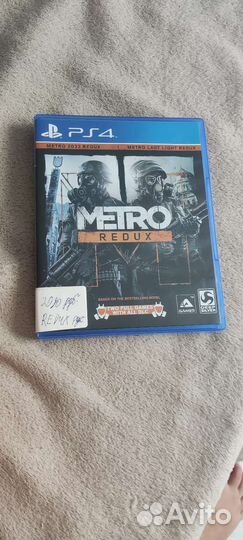 PS4
METRO 2033 REDUX | METRO LAST LIGHT REDUX
METRO
REDUX
BASED ON THE BESTSELLING NOVEL
TWO FULL GAMES
WITH ALL DLC
4A
GAMES
DEEP
SILVER
REDUX
Avito